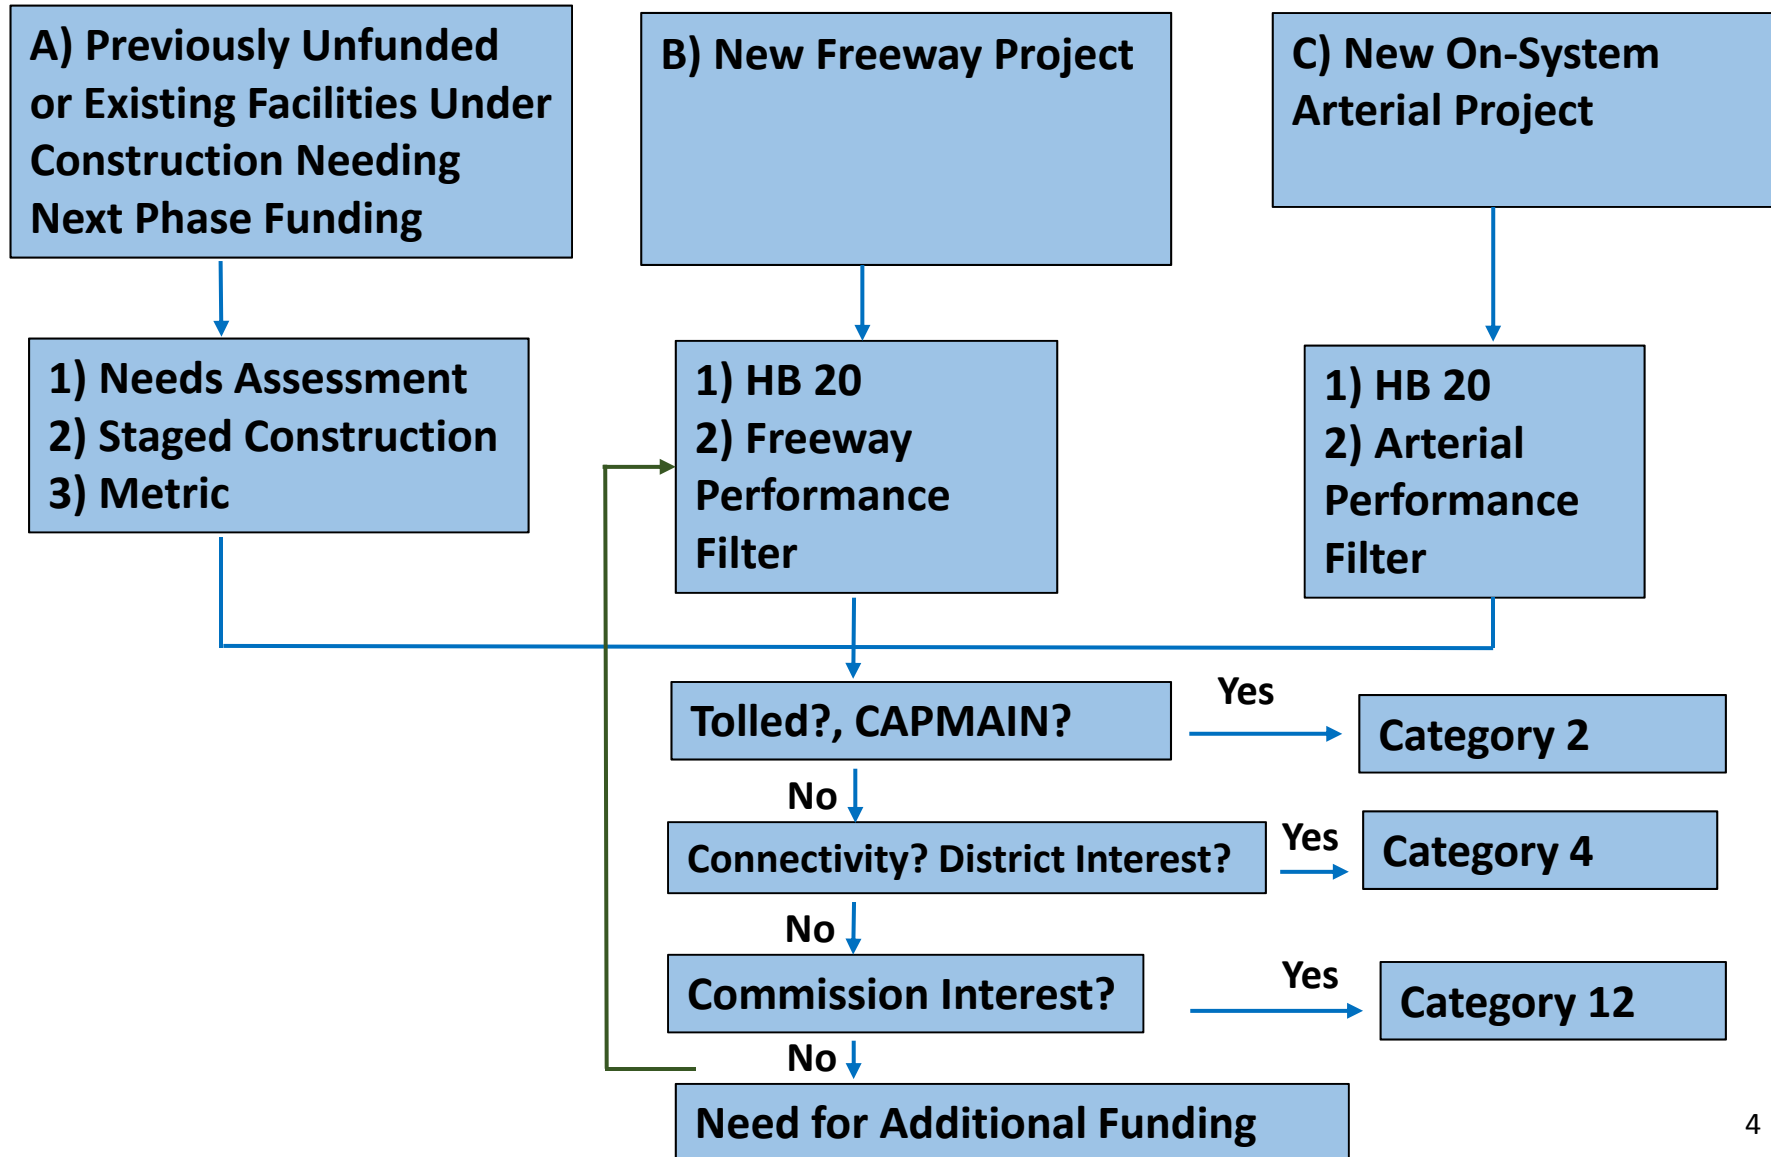 A) Previously Unfunded
or Existing Facilities Under
Construction Needing
Next Phase Funding
B) New Freeway Project
C) New On-System
Arterial Project
1) Needs Assessment
2) Staged Construction
3) Metric
1) HB 20
2) Freeway
Performance
Filter
1) HB 20
2) Arterial
Performance
Filter
Tolled?, CAPMAIN?
Yes
Category 2
No
Connectivity? District Interest?
Yes
Category 4
No
Commission Interest?
Yes
Category 12
No
Need for Additional Funding
4